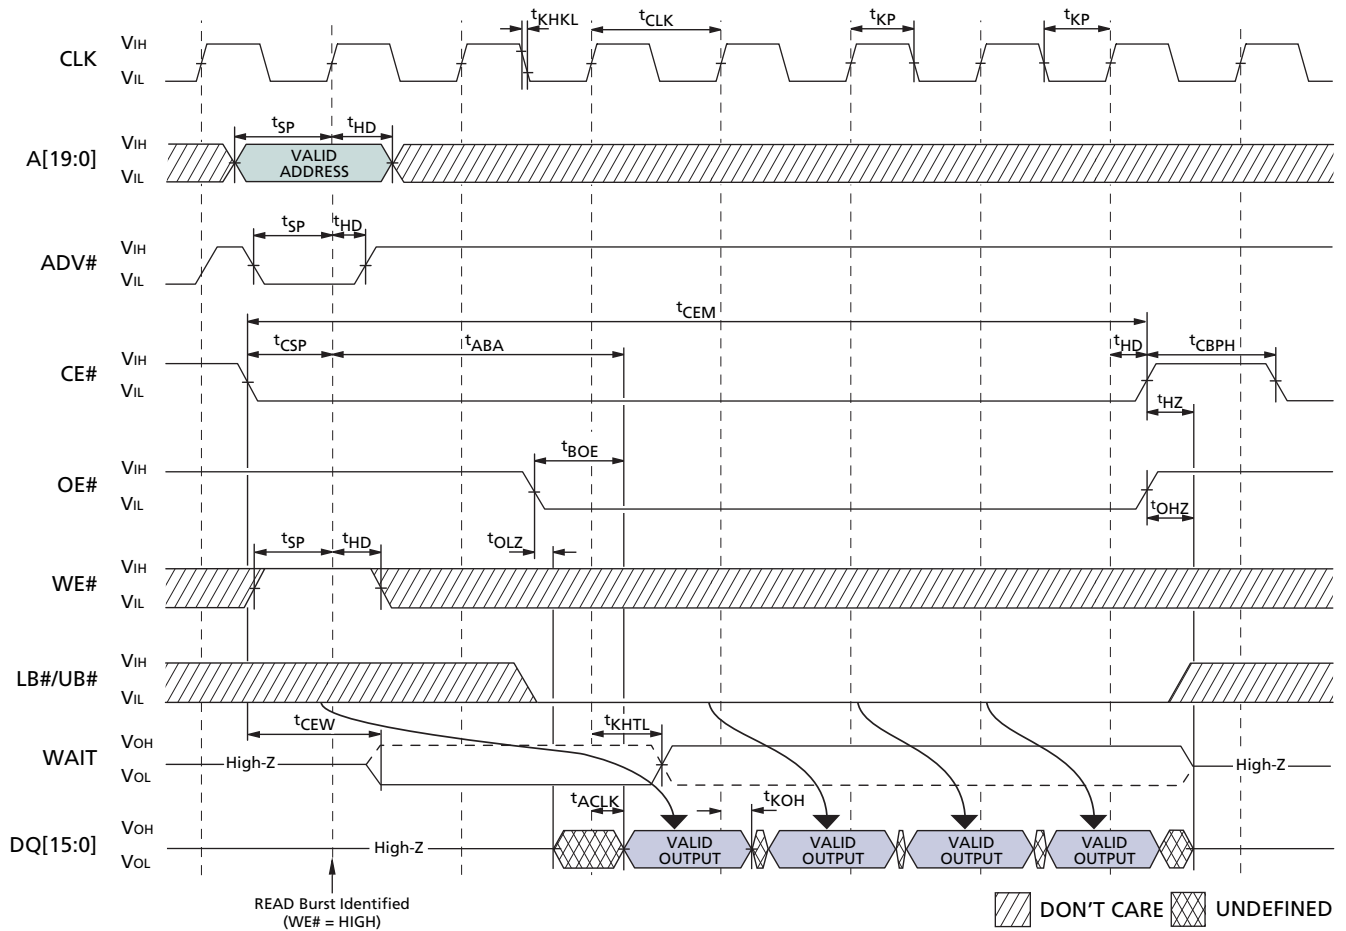 tKHKL tCLK tKP tKP
CLK VIH
VIL
tSP tHD
A[19:0] VIH
VIL
VALID
ADDRESS
tSP tHD
ADV# VIH
VIL
tCEM
tCSP tABA tHD tCBPH
CE# VIH
VIL
tHZ
tBOE
OE# VIH
VIL
tOHZ
tOLZ
tSP tHD
WE# VIH
VIL
LB#/UB# VIH
VIL
tCEW tKHTL
WAIT VOH
VOL
High-Z High-Z
tACLK tKOH
DQ[15:0] VOH
VOL
High-Z
VALID
OUTPUT
VALID
OUTPUT
VALID
OUTPUT
VALID
OUTPUT
READ Burst Identified
(WE# = HIGH)
DON'T CARE UNDEFINED